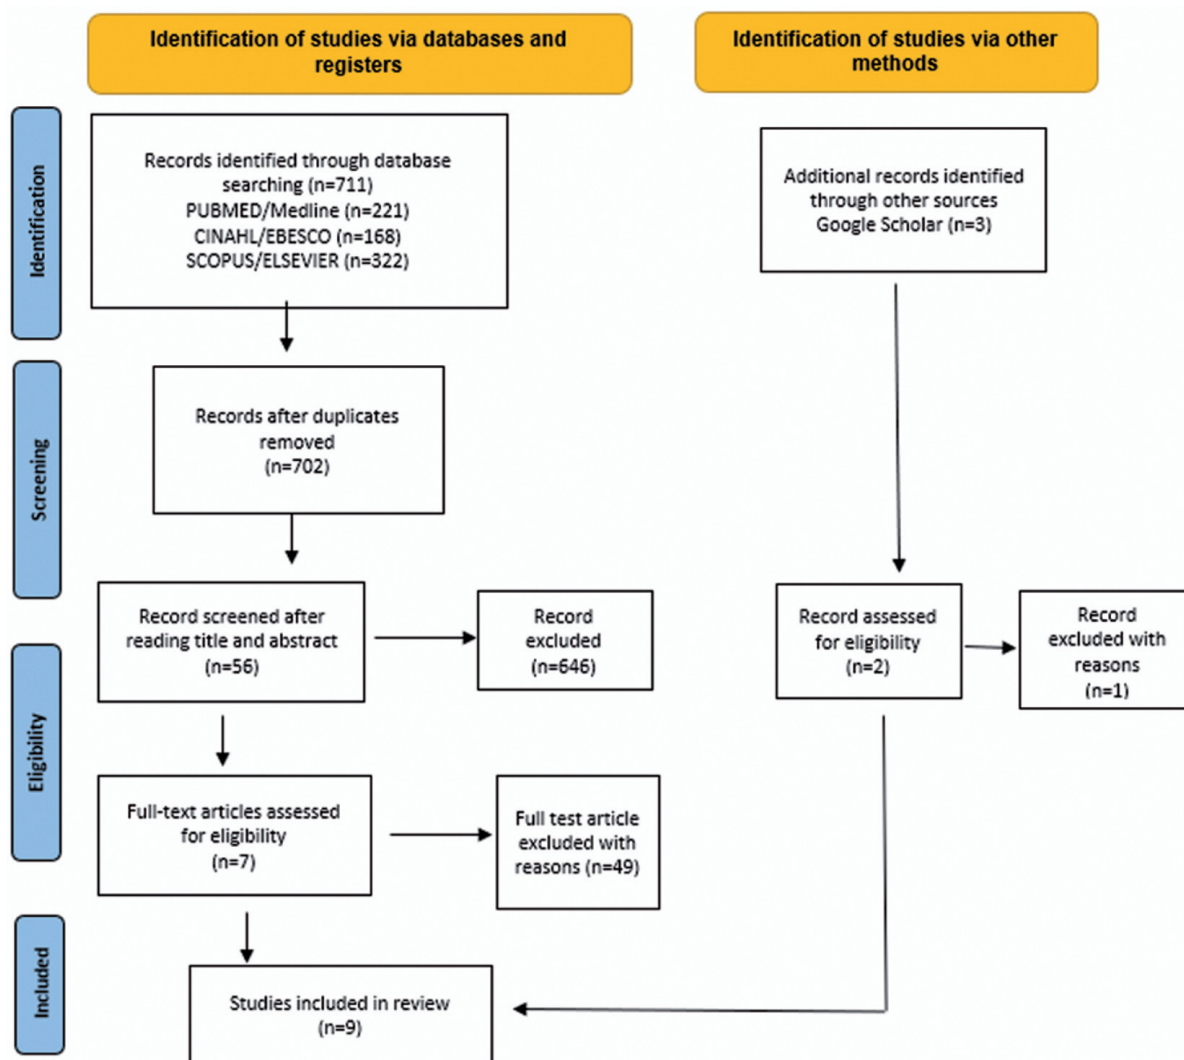 Identification of studies via databases and
registers
Identification of studies via other
methods
Identification
Records identified through database
searching (n=711)
PUBMED/Medline (n=221)
CINAHL/EBESCO (n=168)
SCOPUS/ELSEVIER (n=322)
Additional records identified
through other sources
Google Scholar (n=3)
Screening
Records after duplicates
removed
(n=702)
Record screened after
reading title and abstract
(n=56)
Record
excluded
(n=646)
Record assessed
for eligibility
(n=2)
Record
excluded with
reasons
(n=1)
Eligibility
Full-text articles assessed
for eligibility
(n=7)
Full test article
excluded with
reasons (n=49)
Included
Studies included in review
(n=9)